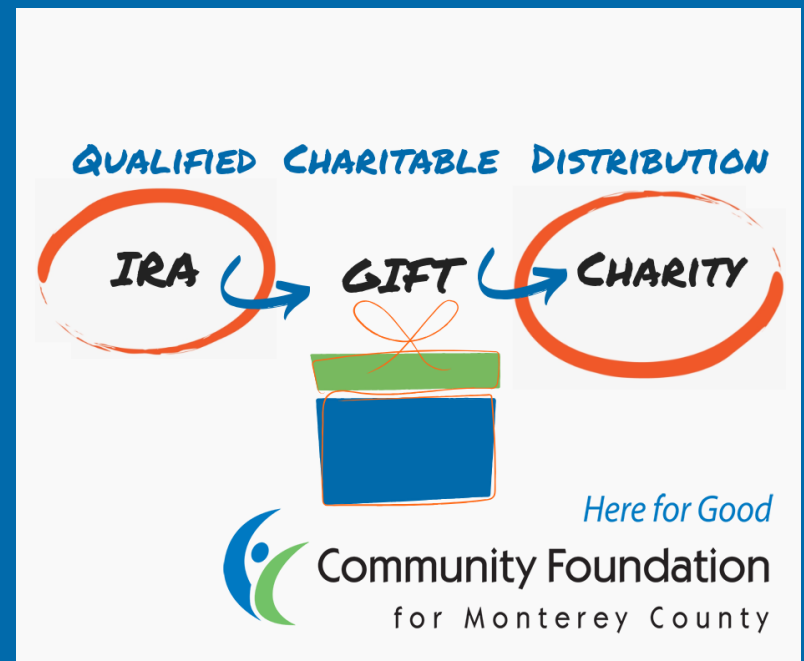 QUALIFIED CHARITABLE DISTRIBUTION
IRA GIFT CHARITY
Here for Good
Community Foundation
for Monterey County